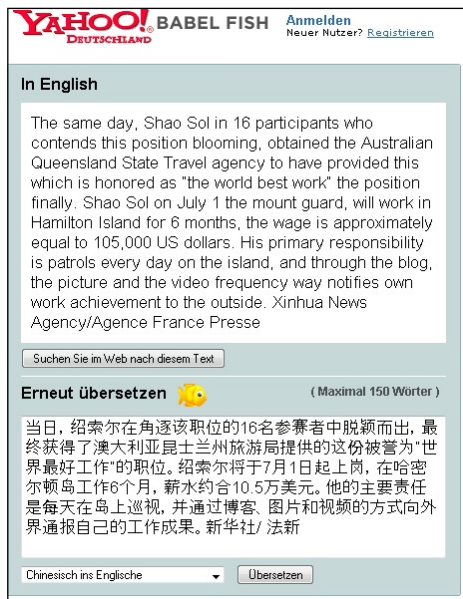 YAHOO! BABEL FISH
DEUTSCHLAND
Anmelden
Neuer Nutzer? Registrieren
In English
The same day, Shao Sol in 16 participants who
contends this position blooming, obtained the Australian
Queensland State Travel agency to have provided this
which is honored as "the world best work" the position
finally. Shao Sol on July 1 the mount guard, will work in
Hamilton Island for 6 months, the wage is approximately
equal to 105,000 US dollars. His primary responsibility
is patrols every day on the island, and through the blog,
the picture and the video frequency way notifies own
work achievement to the outside. Xinhua News
Agency/Agence France Presse
Suchen Sie im Web nach diesem Text
Erneut übersetzen
( Maximal 150 Wörter )
当日，绍索尔在角逐该职位的16名参赛者中脱颖而出，最
终获得了澳大利亚昆士兰州旅游局提供的这份被誉为"世
界最好工作"的职位。绍索尔将于7月1日起上岗，在哈密
尔顿岛工作6个月，薪水约合10.5万美元。他的主要责任
是每天在岛上巡视，并通过博客、图片和视频的方式向外
界通报自己的工作成果。新华社/ 法新
Chinesisch ins Englische
Übersetzen